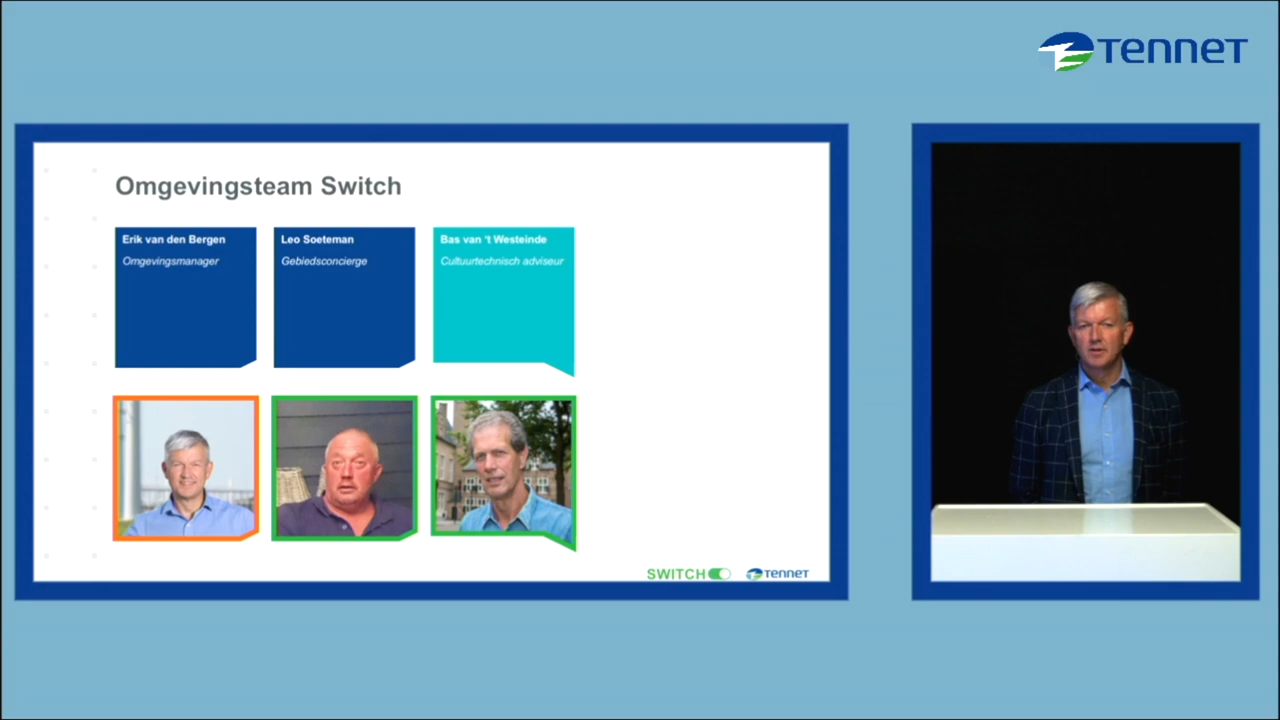 TENNET
Omgevingsteam Switch
Erik van den Bergen
Omgevingsmanager
Leo Soeteman
Gebiedsconcierge
Bas van 't Westeinde
Cultuurtechnisch adviseur
SWITCH
TENNET